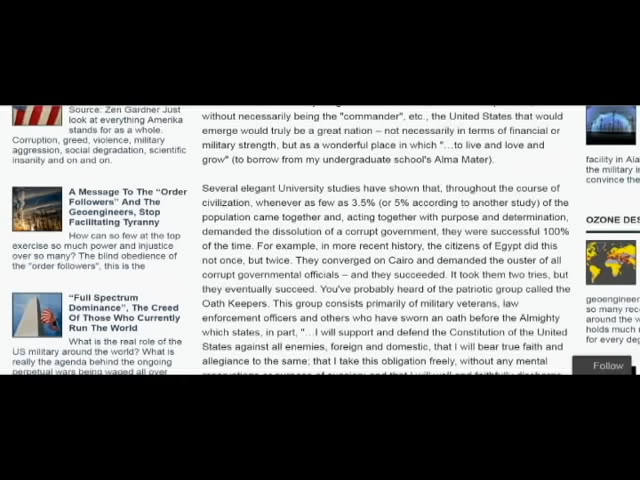 Source: Zen Gardner Just
look at everything Amerika
stands for as a whole.
Corruption, greed, violence, military
aggression, social degradation, scientific
insanity and on and on.
A Message To The “Order
Followers” And The
Geoengineers, Stop
Facilitating Tyranny
How can so few at the top
exercise so much power and injustice
over so many? The blind obedience of
the "order followers", this is the
“Full Spectrum
Dominance”, The Creed
Of Those Who Currently
Run The World
What is the real role of the
US military around the world? What is
really the agenda behind the ongoing
perpetual wars being waged all over
without necessarily being the "commander", etc., the United States that would
emerge would truly be a great nation – not necessarily in terms of financial or
military strength, but as a wonderful place in which "…to live and love and
grow" (to borrow from my undergraduate school's Alma Mater).
Several elegant University studies have shown that, throughout the course of
civilization, whenever as few as 3.5% (or 5% according to another study) of the
population came together and, acting together with purpose and determination,
demanded the dissolution of a corrupt government, they were successful 100%
of the time. For example, in more recent history, the citizens of Egypt did this
not once, but twice. They converged on Cairo and demanded the ouster of all
corrupt governmental officials – and they succeeded. It took them two tries, but
they eventually succeed. You've probably heard of the patriotic group called the
Oath Keepers. This group consists primarily of military veterans, law
enforcement officers and others who have sworn an oath before the Almighty
which states, in part, "…I will support and defend the Constitution of the United
States against all enemies, foreign and domestic, that I will bear true faith and
allegiance to the same; that I take this obligation freely, without any mental
facility in Ala
the military i
convince the
OZONE DES
geoengineer
so many rec
around the w
holds much
for every deg
Follow